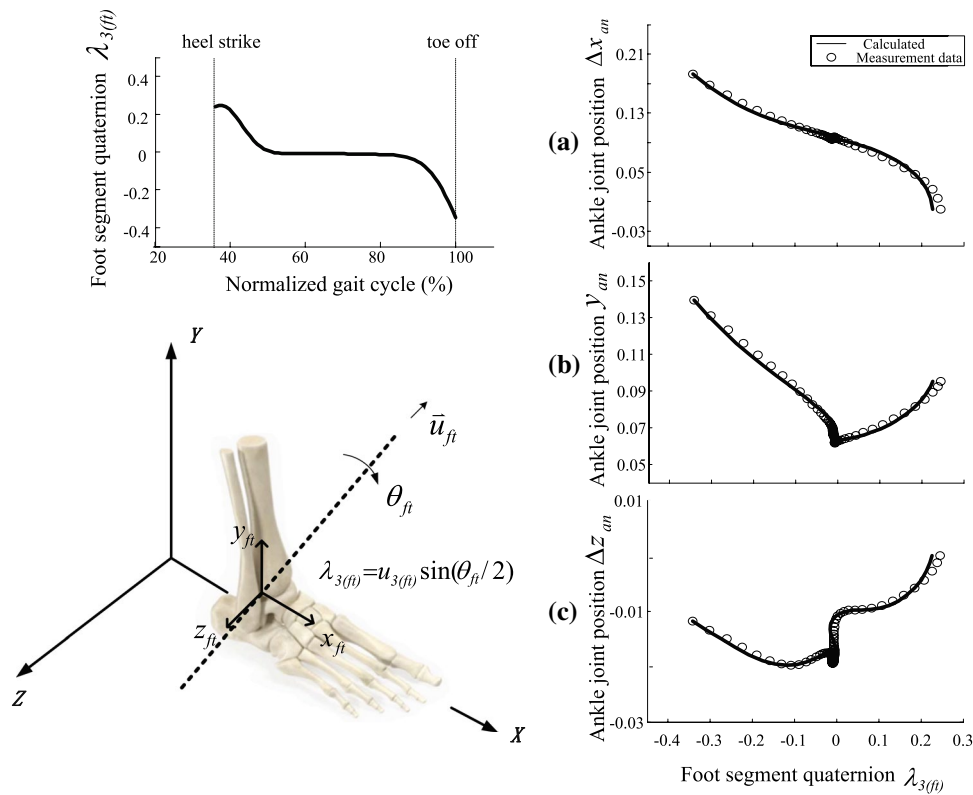 heel strike
toe off
Foot segment quaternion λ3(ft)
0.4
0.2
0
-0.2
-0.4
20 40 60 80 100
Normalized gait cycle (%)
Y
u⃗ft
θft
yft
λ3(ft)=u3(ft)sin(θft/2)
zft
xft
Z
X
Calculated
Measurement data
(a)
Ankle joint position Δxan
0.21
0.13
0.05
-0.03
(b)
Ankle joint position yan
0.15
0.13
0.11
0.09
0.07
0.05
(c)
Ankle joint position Δzan
0.01
-0.01
-0.03
-0.4 -0.3 -0.2 -0.1 0 0.1 0.2 0.3
Foot segment quaternion λ3(ft)